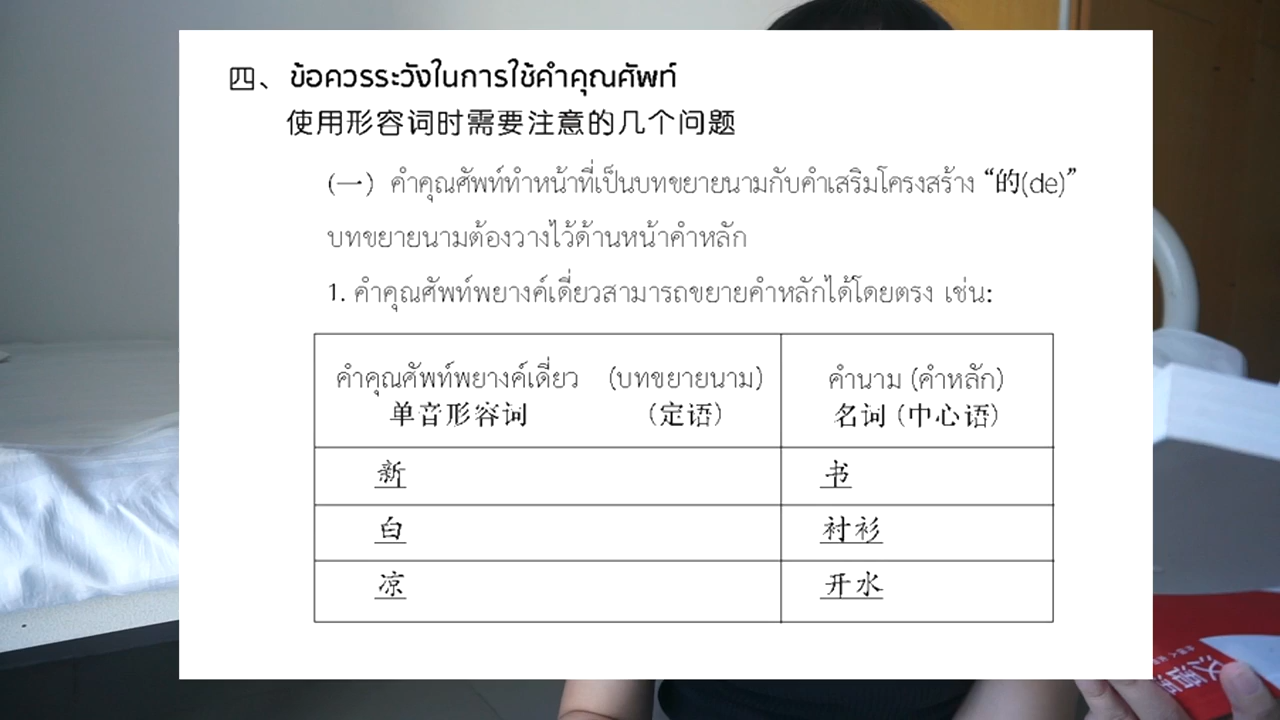 四、ข้อควรระวังในการใช้คำคุณศัพท์
使用形容词时需要注意的几个问题
(一) คำคุณศัพท์ทำหน้าที่เป็นบทขยายนามกับคำเสริมโครงสร้าง “的(de)”
บทขยายนามต้องวางไว้ด้านหน้าคำหลัก
1. คำคุณศัพท์พยางค์เดี่ยวสามารถขยายคำหลักได้โดยตรง เช่น:
คำคุณศัพท์พยางค์เดี่ยว (บทขยายนาม) คำนาม (คำหลัก)
单音形容词 (定语) 名词 (中心语)
新 书
白 衬衫
凉 开水
汉语